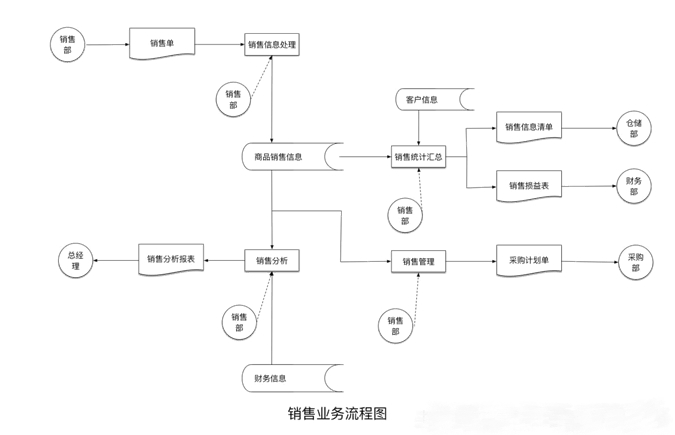 销售
部
销售单
销售信息处理
销售
部
客户信息
销售信息清单
仓储
部
商品销售信息
销售统计汇总
销售损益表
财务
部
销售
部
总经
理
销售分析报表
销售分析
销售管理
采购计划单
采购
部
销售
部
销售
部
财务信息
销售业务流程图